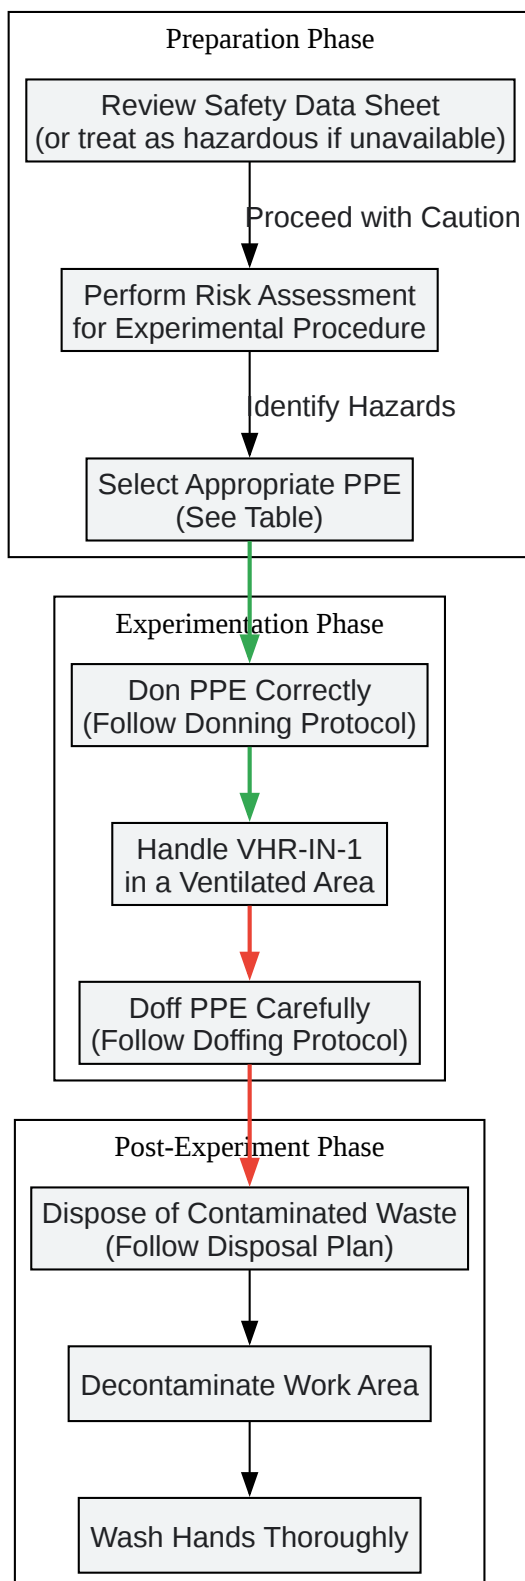 Preparation Phase
Review Safety Data Sheet
(or treat as hazardous if unavailable)
Proceed with Caution
Perform Risk Assessment
for Experimental Procedure
Identify Hazards
Select Appropriate PPE
(See Table)
Experimentation Phase
Don PPE Correctly
(Follow Donning Protocol)
Handle VHR-IN-1
in a Ventilated Area
Doff PPE Carefully
(Follow Doffing Protocol)
Post-Experiment Phase
Dispose of Contaminated Waste
(Follow Disposal Plan)
Decontaminate Work Area
Wash Hands Thoroughly